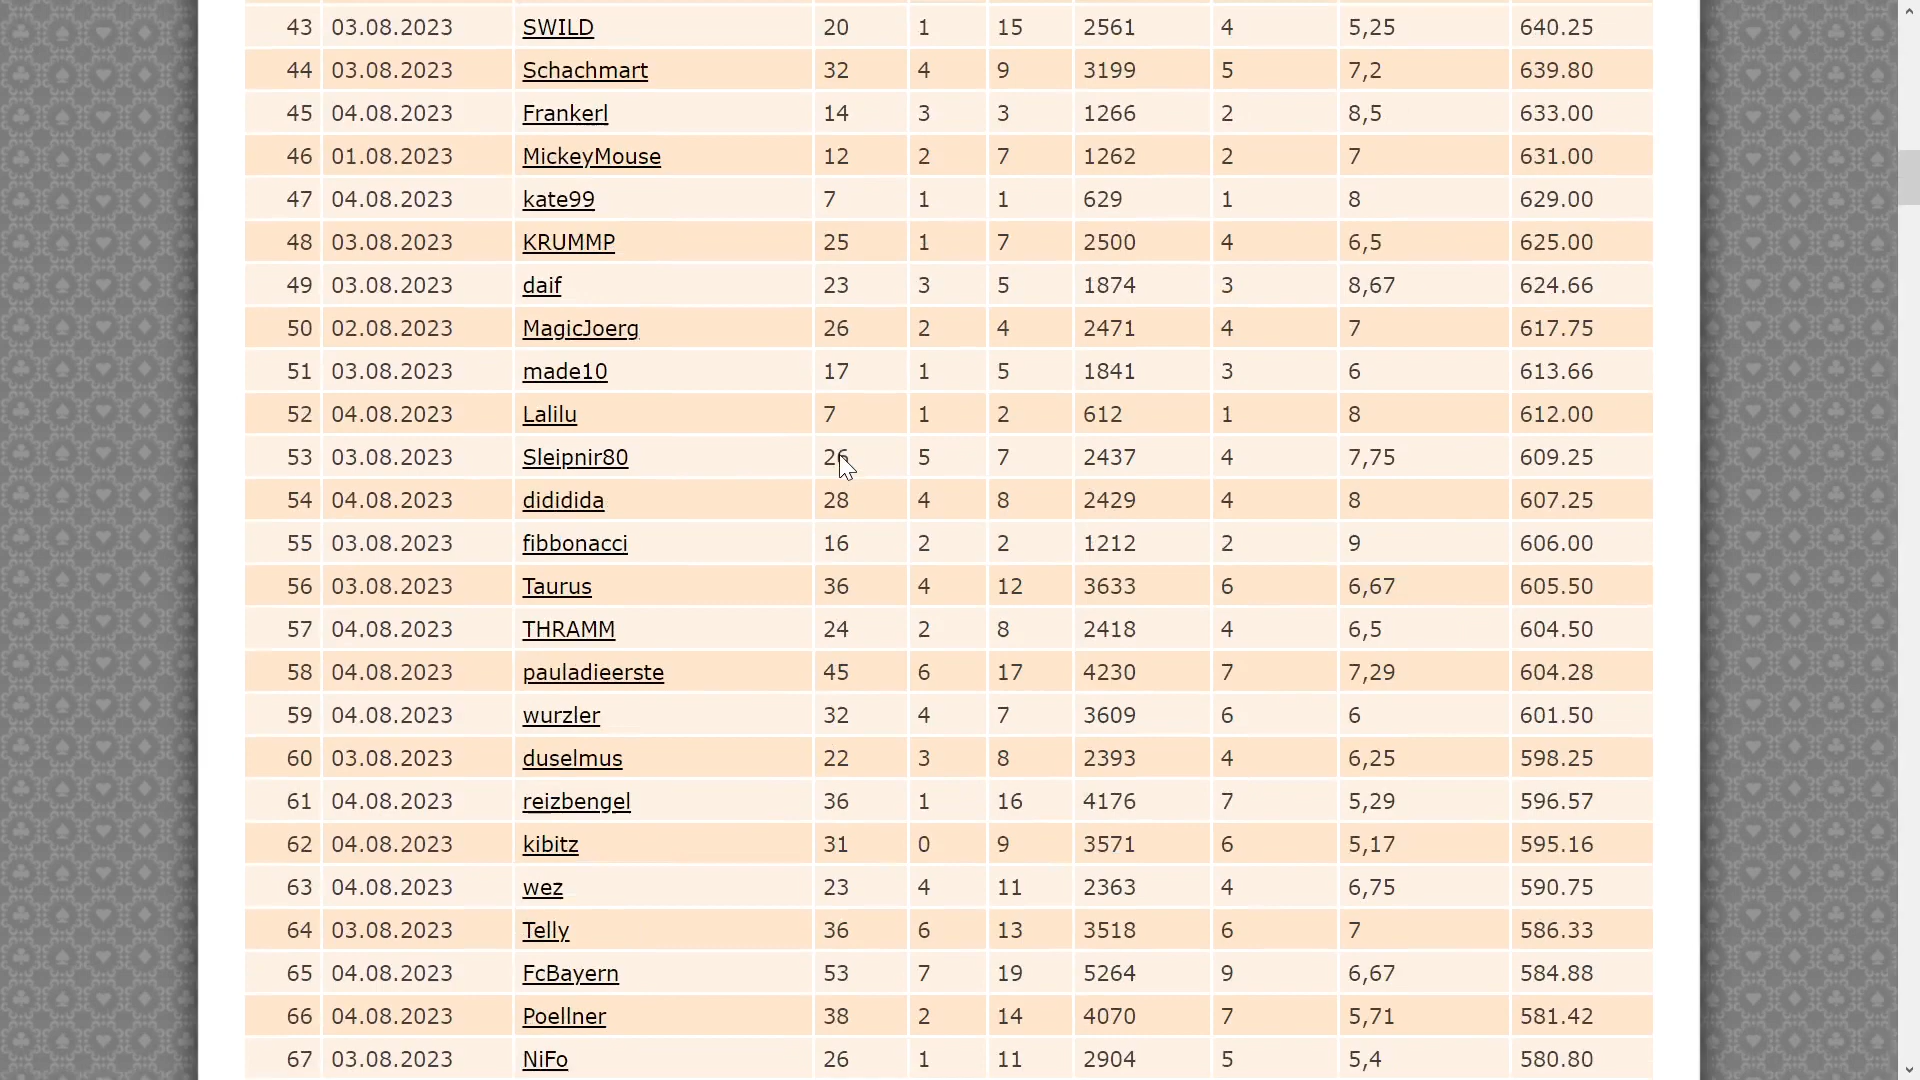 43 03.08.2023 SWILD 20 1 15 2561 4 5,25 640.25
44 03.08.2023 Schachmart 32 4 9 3199 5 7,2 639.80
45 04.08.2023 Frankerl 14 3 3 1266 2 8,5 633.00
46 01.08.2023 MickeyMouse 12 2 7 1262 2 7 631.00
47 04.08.2023 kate99 7 1 1 629 1 8 629.00
48 03.08.2023 KRUMMP 25 1 7 2500 4 6,5 625.00
49 03.08.2023 daif 23 3 5 1874 3 8,67 624.66
50 02.08.2023 MagicJoerg 26 2 4 2471 4 7 617.75
51 03.08.2023 made10 17 1 5 1841 3 6 613.66
52 04.08.2023 Lalilu 7 1 2 612 1 8 612.00
53 03.08.2023 Sleipnir80 26 5 7 2437 4 7,75 609.25
54 04.08.2023 dididida 28 4 8 2429 4 8 607.25
55 03.08.2023 fibbonacci 16 2 2 1212 2 9 606.00
56 03.08.2023 Taurus 36 4 12 3633 6 6,67 605.50
57 04.08.2023 THRAMM 24 2 8 2418 4 6,5 604.50
58 04.08.2023 pauladieerste 45 6 17 4230 7 7,29 604.28
59 04.08.2023 wurzler 32 4 7 3609 6 6 601.50
60 03.08.2023 duselmus 22 3 8 2393 4 6,25 598.25
61 04.08.2023 reizbengel 36 1 16 4176 7 5,29 596.57
62 04.08.2023 kibitz 31 0 9 3571 6 5,17 595.16
63 04.08.2023 wez 23 4 11 2363 4 6,75 590.75
64 03.08.2023 Telly 36 6 13 3518 6 7 586.33
65 04.08.2023 FcBayern 53 7 19 5264 9 6,67 584.88
66 04.08.2023 Poellner 38 2 14 4070 7 5,71 581.42
67 03.08.2023 NiFo 26 1 11 2904 5 5,4 580.80